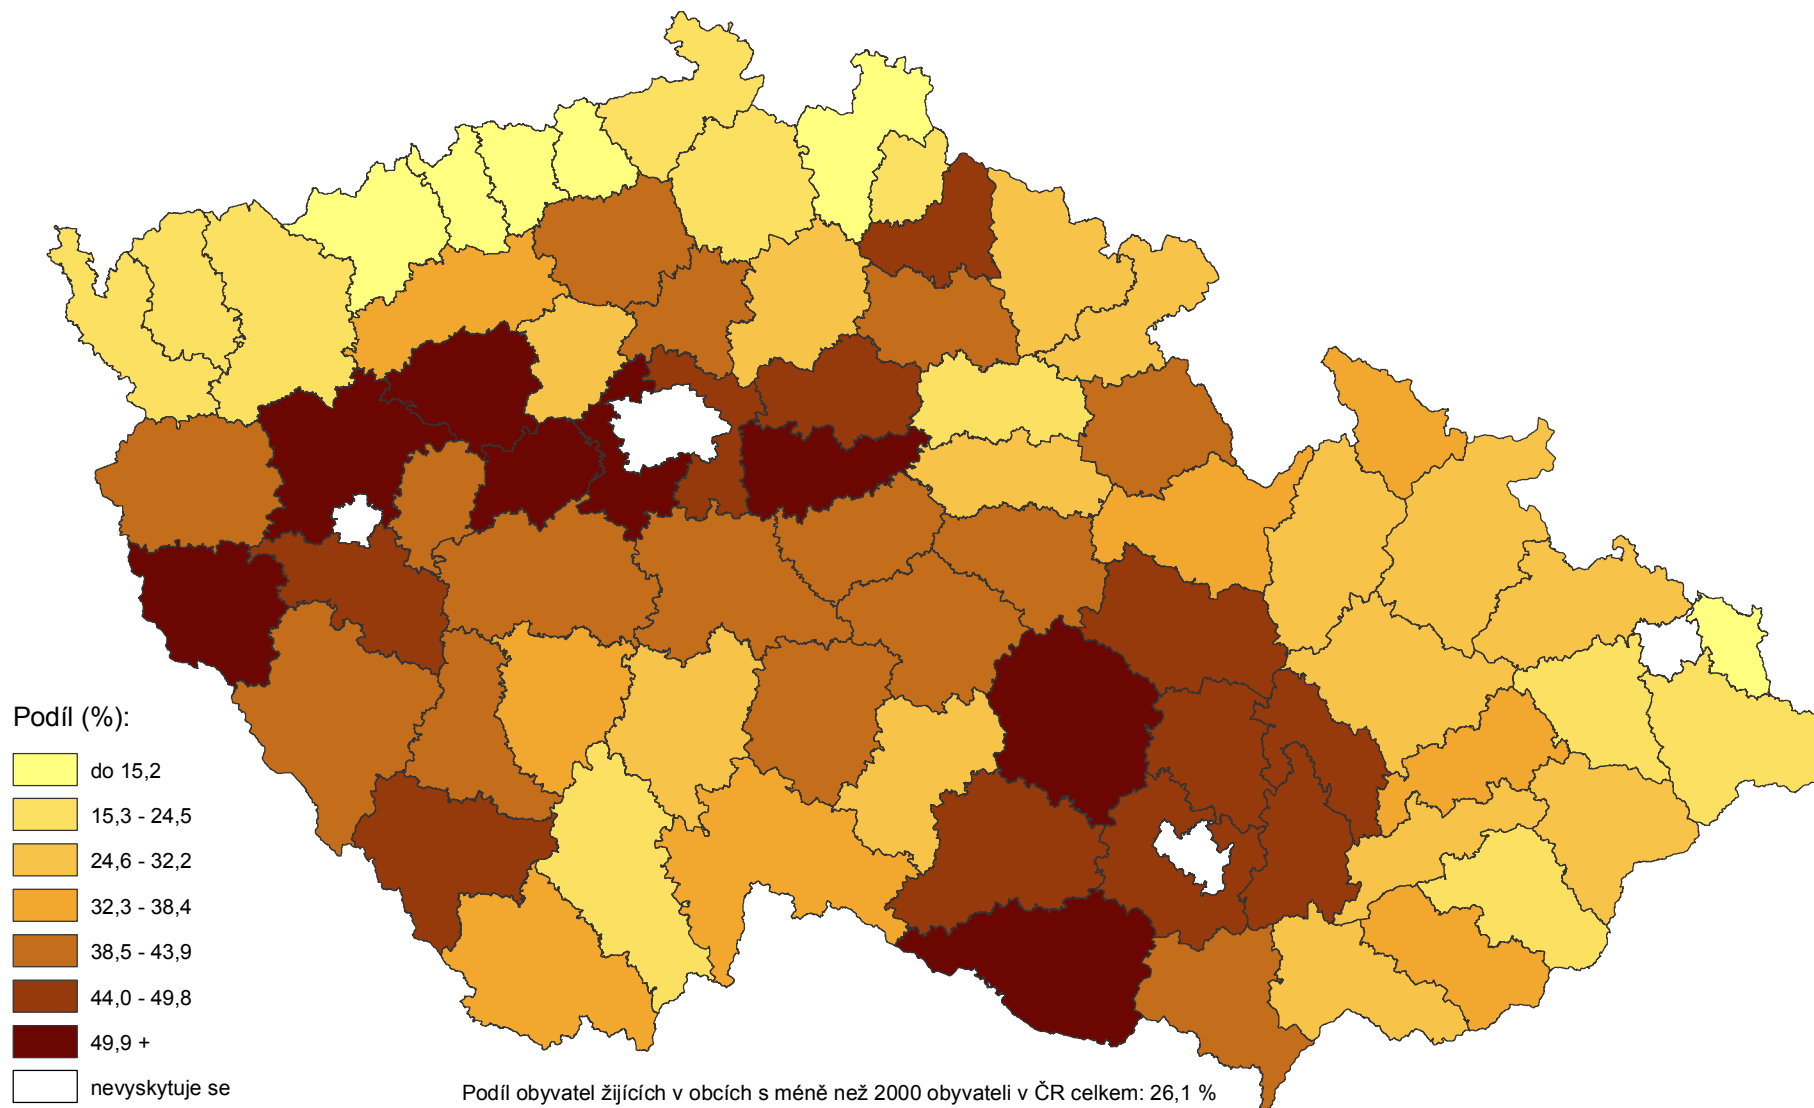 Podíl (%):
do 15,2
15,3 - 24,5
24,6 - 32,2
32,3 - 38,4
38,5 - 43,9
44,0 - 49,8
49,9 +
nevyskytuje se
Podíl obyvatel žijících v obcích s méně než 2000 obyvateli v ČR celkem: 26,1 %